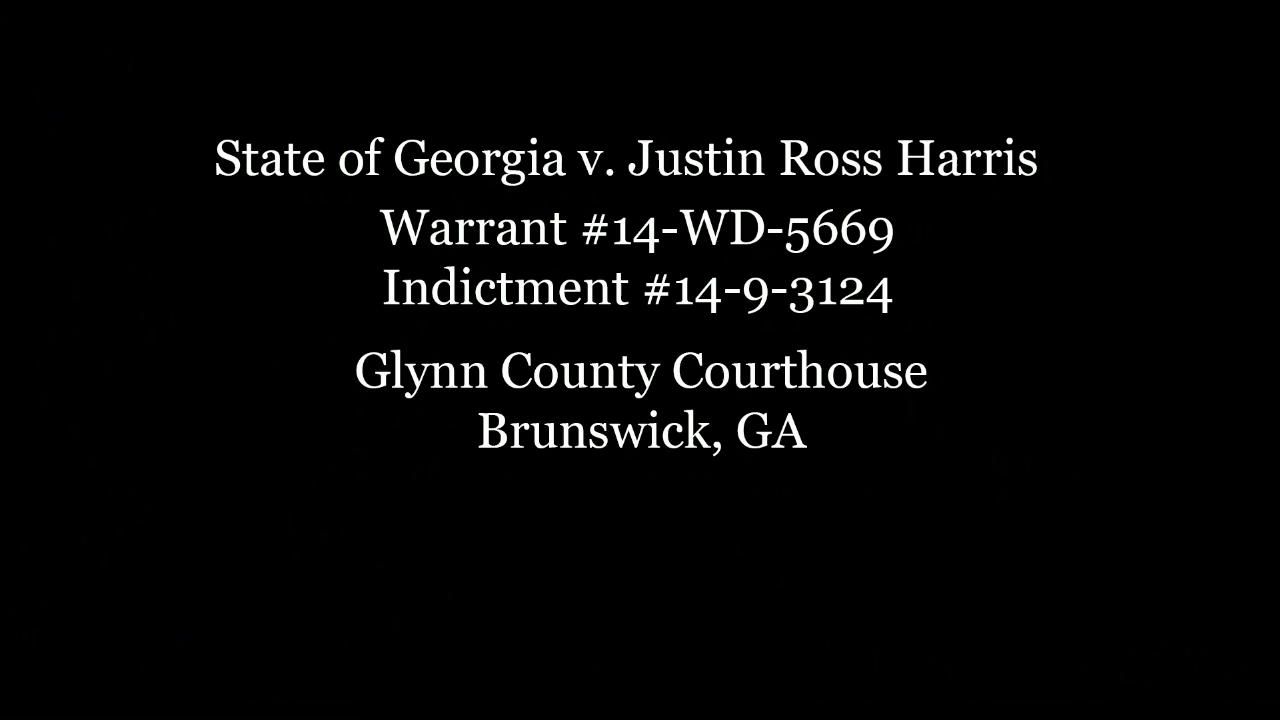 State of Georgia v. Justin Ross Harris
Warrant #14-WD-5669
Indictment #14-9-3124
Glynn County Courthouse
Brunswick, GA